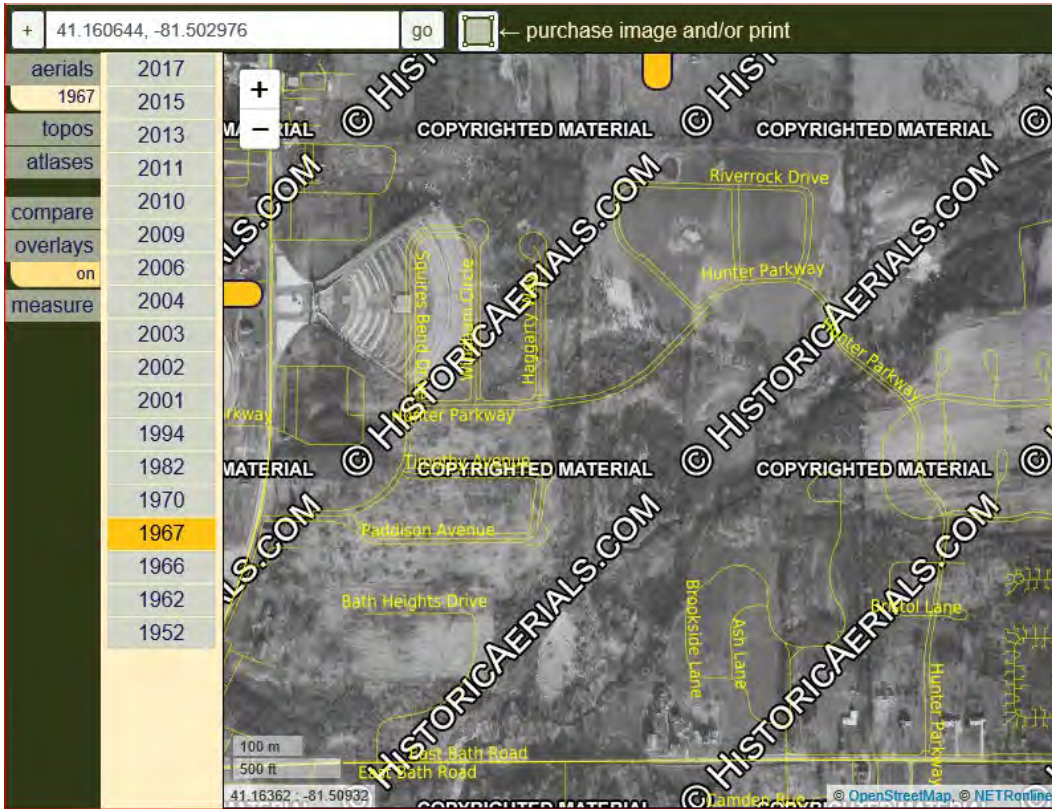 + 41.160644, -81.502976 go ← purchase image and/or print
aerials
1967
topos
atlases
compare
overlays
on
measure
2017
2015
2013
2011
2010
2009
2006
2004
2003
2002
2001
1994
1982
1970
1967
1966
1962
1952
+
−
© HISTORICAERIALS.COM
COPYRIGHTED MATERIAL
COPYRIGHTED MATERIAL
Riverrock Drive
Hunter Parkway
Hunter Parkway
Squires Bend Drive
Haggarty Way
Hunter Parkway
rkway
MATERIAL
© HISTORICAERIALS.COM
COPYRIGHTED MATERIAL
© HISTORICAERIALS.COM
COPYRIGHTED MATERIAL
Timothy Avenue
Paddison Avenue
Bath Heights Drive
Brookside Lane
Ash Lane
Bristol Lane
Hunter Parkway
East Bath Road
East Bath Road
100 m
500 ft
41.16362 : -81.50932
COPYRIGHTED MATERIAL
© OpenStreetMap, © NETRonline